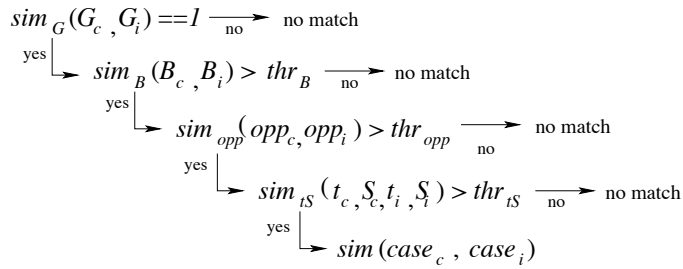 sim_G(G_c, G_i)==1 no no match
yes
sim_B(B_c, B_i) > thr_B no no match
yes
sim_opp(opp_c, opp_i) > thr_opp no no match
yes
sim_tS(t_c, S_c, t_i, S_i) > thr_tS no no match
yes
sim(case_c, case_i)